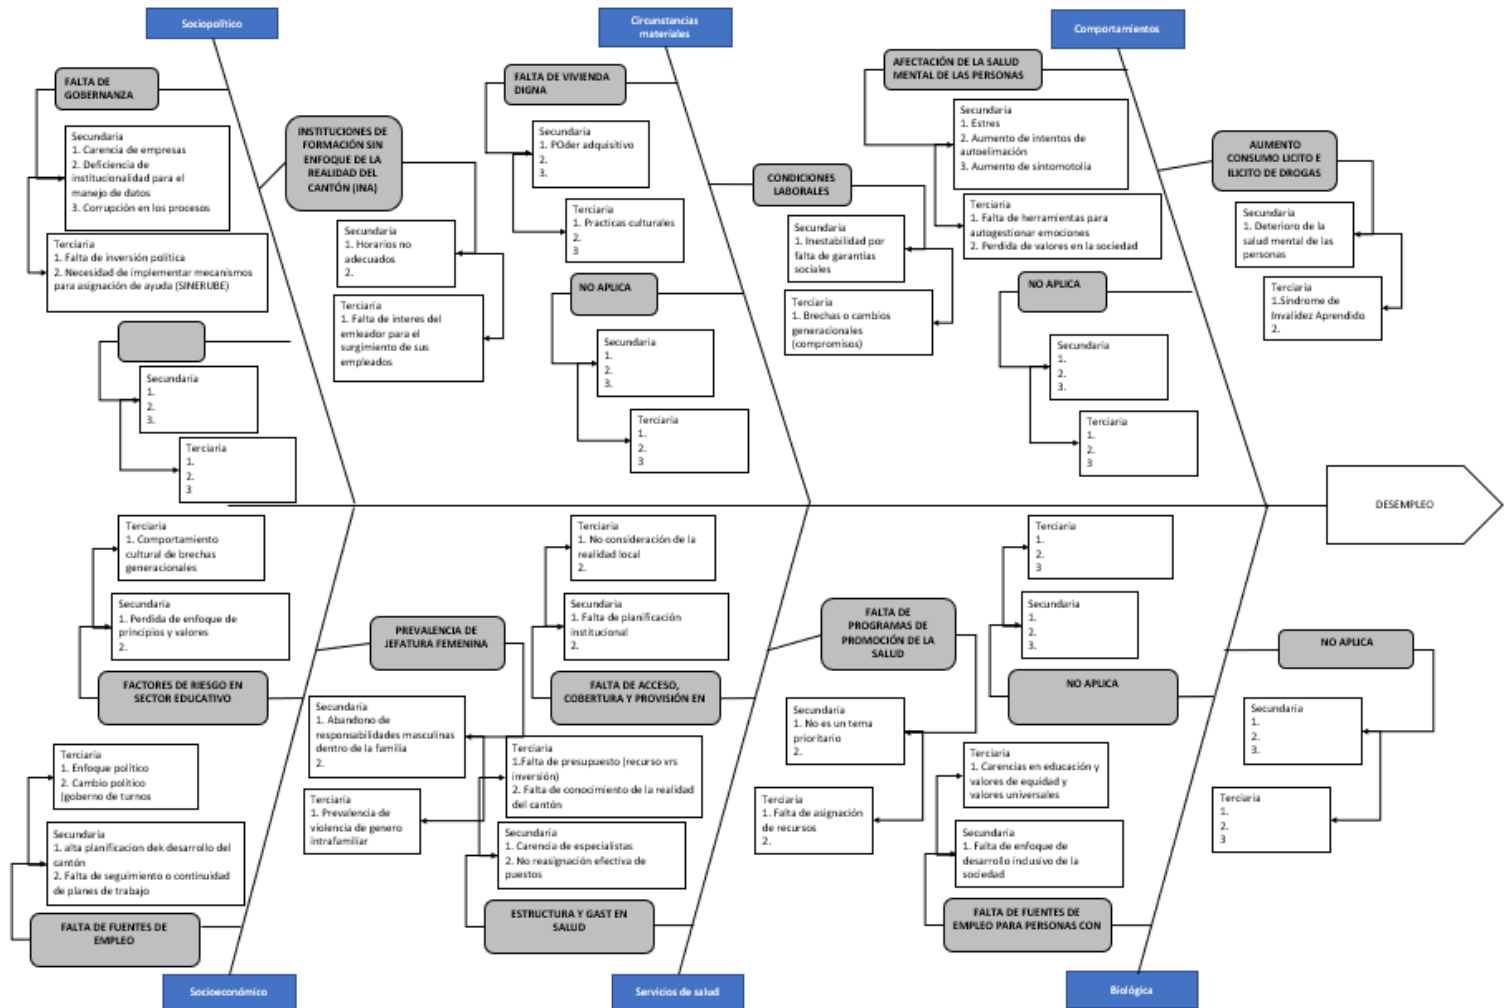 Sociopolítico
FALTA DE
GOBERNANZA
Secundaria
1. Carencia de empresas
2. Deficiencia de
institucionalidad para el
manejo de datos
3. Corrupción en los procesos
Terciaria
1. Falta de inversión política
2. Necesidad de implementar mecanismos
para asignación de ayuda (SINERUBE)
INSTITUCIONES DE
FORMACIÓN SIN
ENFOQUE DE LA
REALIDAD DEL
CANTÓN (INA)
Secundaria
1. Horarios no
adecuados
2.
Terciaria
1. Falta de interes del
emleador para el
surgimiento de sus
empleados
Secundaria
1.
2.
3.
Terciaria
1.
2.
3
Circunstancias
materiales
FALTA DE VIVIENDA
DIGNA
Secundaria
1. POder adquisitivo
2.
3.
Terciaria
1. Practicas culturales
2.
3
CONDICIONES
LABORALES
Secundaria
1. Inestabilidad por
falta de garantías
sociales
Terciaria
1. Brechas o cambios
generacionales
(compromisos)
NO APLICA
Secundaria
1.
2.
3.
Terciaria
1.
2.
3
Comportamientos
AFECTACIÓN DE LA SALUD
MENTAL DE LAS PERSONAS
Secundaria
1. Estres
2. Aumento de intentos de
autoelimación
3. Aumento de sintomotolia
Terciaria
1. Falta de herramientas para
autogestionar emociones
2. Perdida de valores en la sociedad
AUMENTO
CONSUMO LICITO E
ILICITO DE DROGAS
Secundaria
1. Deterioro de la
salud mental de las
personas
Terciaria
1.Sindrome de
Invalidez Aprendido
2.
NO APLICA
Secundaria
1.
2.
3.
Terciaria
1.
2.
3
DESEMPLEO
Terciaria
1. Comportamiento
cultural de brechas
generacionales
Secundaria
1. Perdida de enfoque de
principios y valores
2.
FACTORES DE RIESGO EN
SECTOR EDUCATIVO
PREVALENCIA DE
JEFATURA FEMENINA
Secundaria
1. Abandono de
responsabilidades masculinas
dentro de la familia
2.
Terciaria
1. Prevalencia de
violencia de genero
intrafamiliar
Terciaria
1. Enfoque político
2. Cambio político
(goberno de turnos
Secundaria
1. alta planificacion dek desarrollo del
cantón
2. Falta de seguimiento o continuidad
de planes de trabajo
FALTA DE FUENTES DE
EMPLEO
Socioeconómico
Terciaria
1. No consideración de la
realidad local
2.
Secundaria
1. Falta de planificación
institucional
2.
FALTA DE ACCESO,
COBERTURA Y PROVISIÓN EN
FALTA DE
PROGRAMAS DE
PROMOCIÓN DE LA
SALUD
Secundaria
1. No es un tema
prioritario
2.
Terciaria
1. Falta de asignación
de recursos
2.
Terciaria
1.Falta de presupuesto (recurso vrs
inversión)
2. Falta de conocimiento de la realidad
del cantón
Secundaria
1. Carencia de especialistas
2. No reasignación efectiva de
puestos
ESTRUCTURA Y GAST EN
SALUD
Servicios de salud
Terciaria
1.
2.
3
Secundaria
1.
2.
3.
NO APLICA
NO APLICA
Secundaria
1.
2.
3.
Terciaria
1.
2.
3
Terciaria
1. Carencias en educación y
valores de equidad y
valores universales
Secundaria
1. Falta de enfoque de
desarrollo inclusivo de la
sociedad
FALTA DE FUENTES DE
EMPLEO PARA PERSONAS CON
Biológica